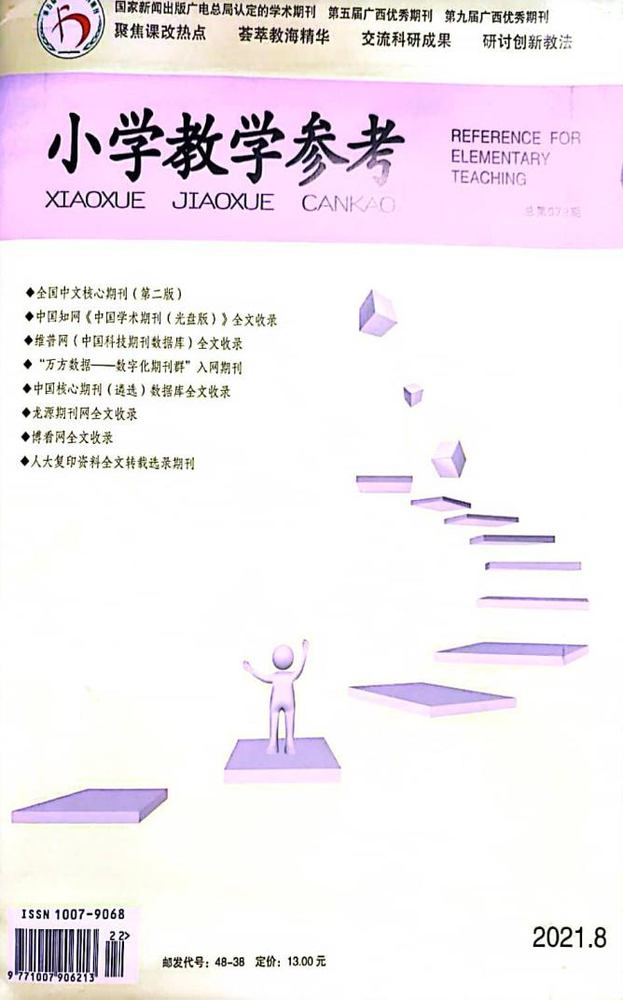 国家新闻出版广电总局认定的学术期刊 第五届广西优秀期刊 第九届广西优秀期刊
聚焦课改热点 荟萃教海精华 交流科研成果 研讨创新教法
小学教学参考
XIAOXUE JIAOXUE CANKAO
REFERENCE FOR
ELEMENTARY
TEACHING
总第979期
◆全国中文核心期刊(第二版)
◆中国知网《中国学术期刊(光盘版)》全文收录
◆维普网(中国科技期刊数据库)全文收录
◆“万方数据——数字化期刊群”入网期刊
◆中国核心期刊(遴选)数据库全文收录
◆龙源期刊网全文收录
◆博看网全文收录
◆人大复印资料全文转载选录期刊
ISSN 1007-9068
22>
9 771007 906213
邮发代号:48-38 定价:13.00元
2021.8